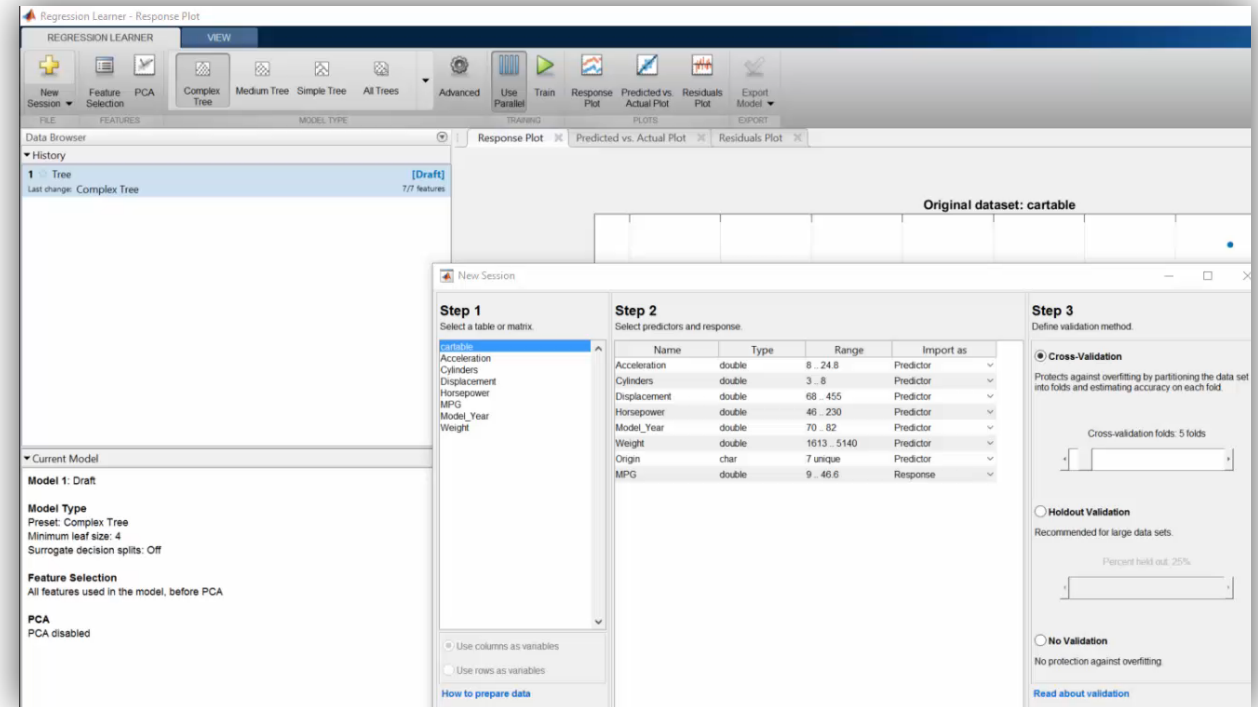 Regression Learner - Response Plot
REGRESSION LEARNER VIEW
New Session Feature Selection PCA Complex Tree Medium Tree Simple Tree All Trees Advanced Use Parallel Train Response Plot Predicted vs. Actual Plot Residuals Plot Export Model
FILE FEATURES MODEL TYPE TRAINING PLOTS EXPORT
Data Browser
History
1 Tree [Draft]
Last change: Complex Tree 7/7 features
Response Plot Predicted vs. Actual Plot Residuals Plot
Original dataset: cartable
Current Model
Model 1: Draft
Model Type
Preset: Complex Tree
Minimum leaf size: 4
Surrogate decision splits: Off
Feature Selection
All features used in the model, before PCA
PCA
PCA disabled
New Session
Step 1
Select a table or matrix.
cartable
Acceleration
Cylinders
Displacement
Horsepower
MPG
Model_Year
Weight
Use columns as variables
Use rows as variables
How to prepare data
Step 2
Select predictors and response.
Name Type Range Import as
Acceleration double 8 .. 24.8 Predictor
Cylinders double 3 .. 8 Predictor
Displacement double 68 .. 455 Predictor
Horsepower double 46 .. 230 Predictor
Model_Year double 70 .. 82 Predictor
Weight double 1613 .. 5140 Predictor
Origin char 7 unique Predictor
MPG double 9 .. 46.6 Response
Step 3
Define validation method.
Cross-Validation
Protects against overfitting by partitioning the data set
into folds and estimating accuracy on each fold.
Cross-validation folds: 5 folds
Holdout Validation
Recommended for large data sets.
Percent held out: 25%
No Validation
No protection against overfitting.
Read about validation